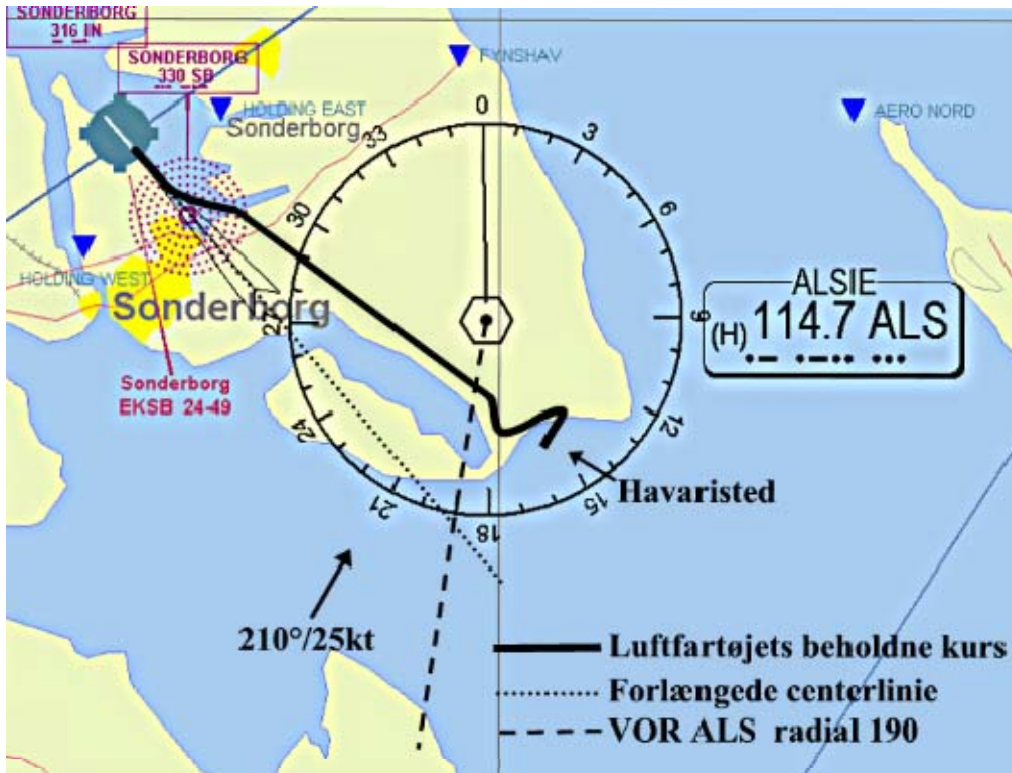 SONDERBORG
316 IN
SONDERBORG
330 SB
FYNSHAV
HOLDING EAST
Sonderborg
AERO NORD
0
3
33
6
30
HOLDING WEST
Sonderborg
27
9
ALSIE
(H) 114.7 ALS
Sonderborg
EKSB 24-49
24
12
21
15
18
Havaristed
210°/25kt
Luftfartøjets beholdne kurs
Forlængede centerlinie
VOR ALS radial 190